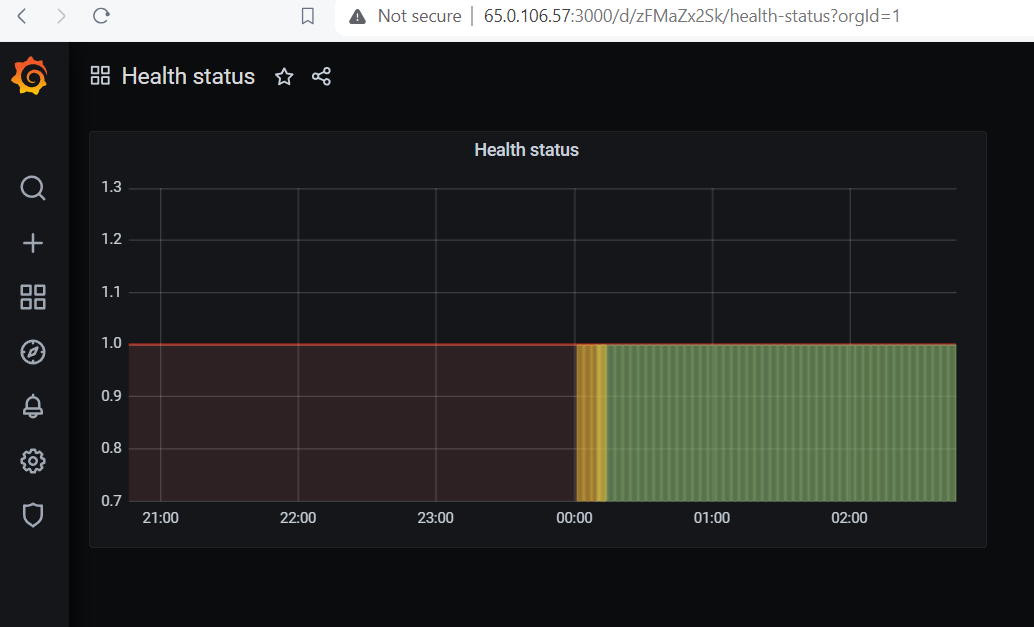 Not secure | 65.0.106.57:3000/d/zFMaZx2Sk/health-status?orgId=1
Health status
Health status
1.3
1.2
1.1
1.0
0.9
0.8
0.7
21:00 22:00 23:00 00:00 01:00 02:00